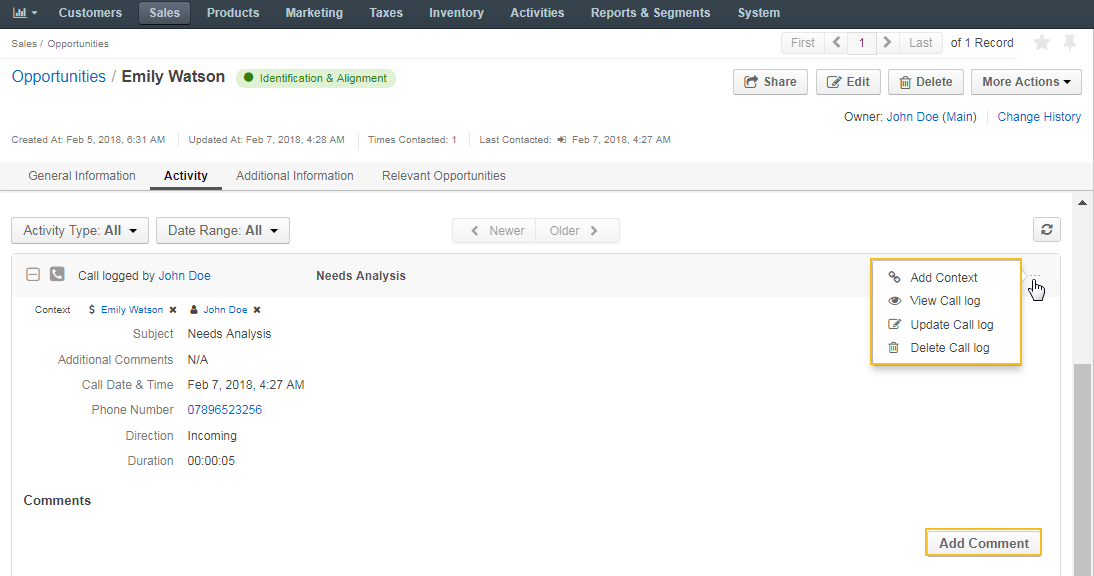 Customers Sales Products Marketing Taxes Inventory Activities Reports & Segments System
Sales / Opportunities First 1 Last of 1 Record
Opportunities / Emily Watson Identification & Alignment Share Edit Delete More Actions
Owner: John Doe (Main) Change History
Created At: Feb 5, 2018, 6:31 AM Updated At: Feb 7, 2018, 4:28 AM Times Contacted: 1 Last Contacted: Feb 7, 2018, 4:27 AM
General Information Activity Additional Information Relevant Opportunities
Activity Type: All Date Range: All Newer Older
Call logged by John Doe Needs Analysis ...
Add Context
View Call log
Update Call log
Delete Call log
Context $ Emily Watson x John Doe x
Subject Needs Analysis
Additional Comments N/A
Call Date & Time Feb 7, 2018, 4:27 AM
Phone Number 07896523256
Direction Incoming
Duration 00:00:05
Comments
Add Comment